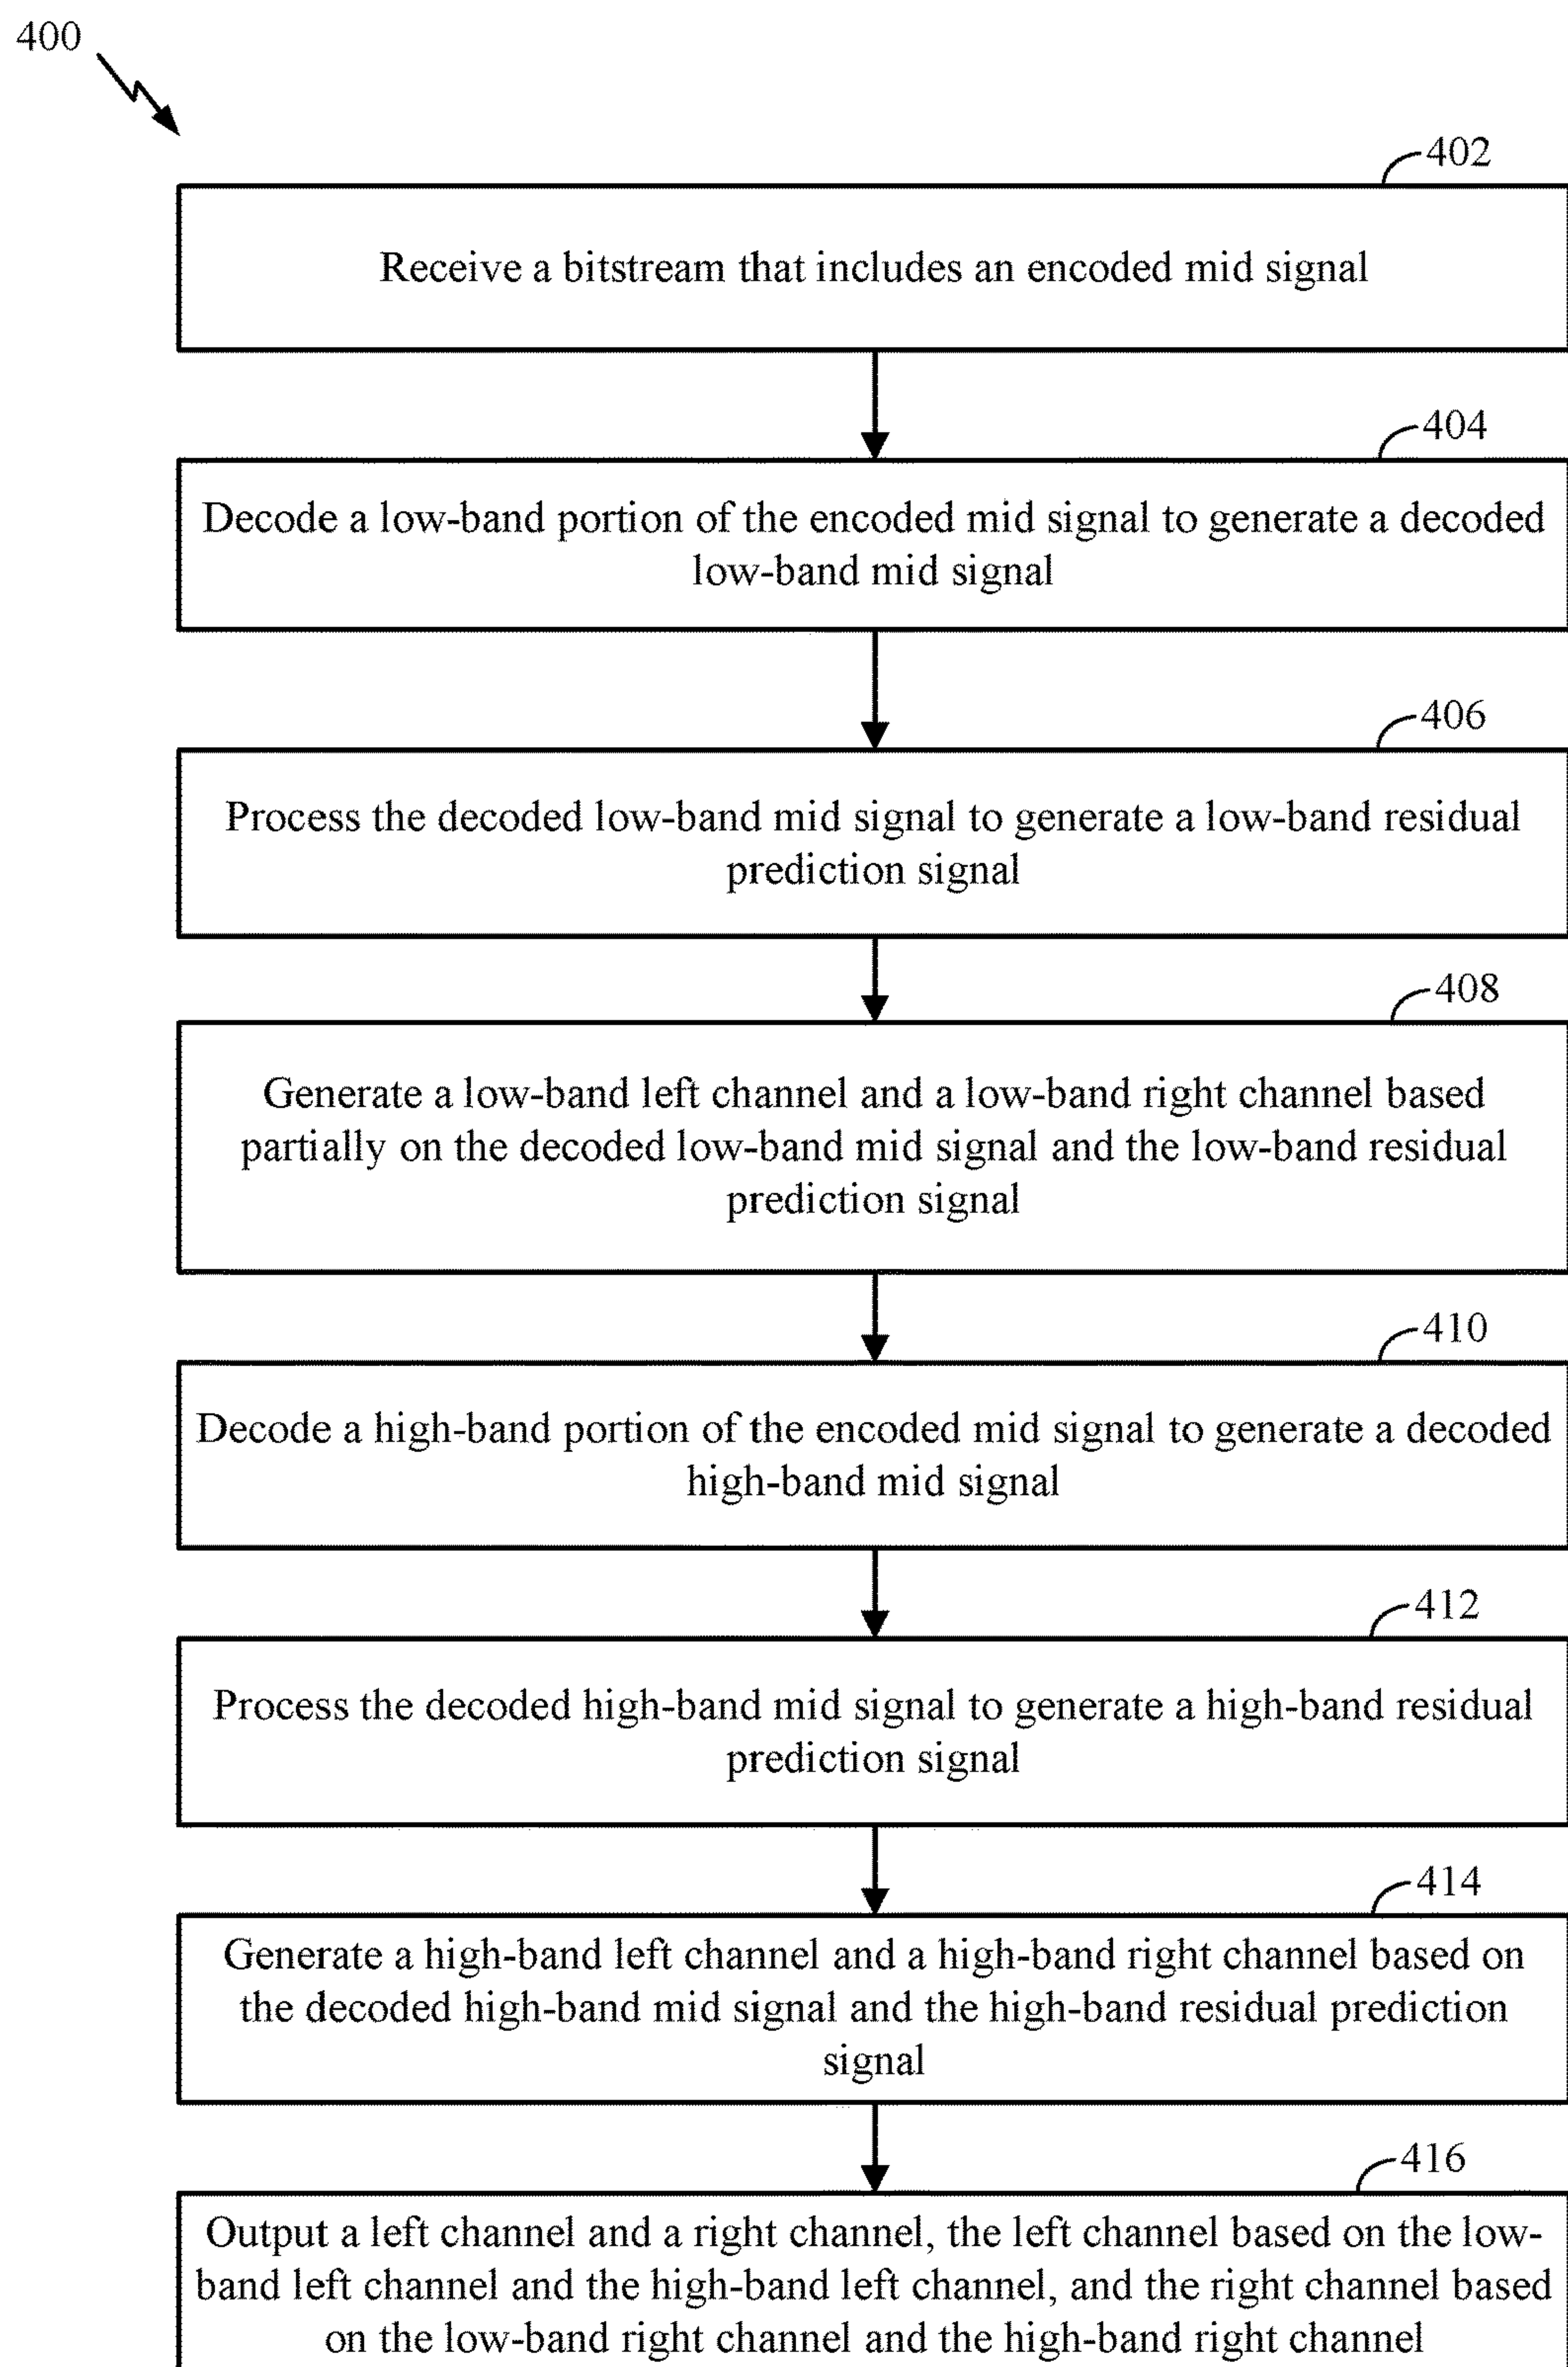 400
402
Receive a bitstream that includes an encoded mid signal
404
Decode a low-band portion of the encoded mid signal to generate a decoded
low-band mid signal
406
Process the decoded low-band mid signal to generate a low-band residual
prediction signal
408
Generate a low-band left channel and a low-band right channel based
partially on the decoded low-band mid signal and the low-band residual
prediction signal
410
Decode a high-band portion of the encoded mid signal to generate a decoded
high-band mid signal
412
Process the decoded high-band mid signal to generate a high-band residual
prediction signal
414
Generate a high-band left channel and a high-band right channel based on
the decoded high-band mid signal and the high-band residual prediction
signal
416
Output a left channel and a right channel, the left channel based on the low-
band left channel and the high-band left channel, and the right channel based
on the low-band right channel and the high-band right channel